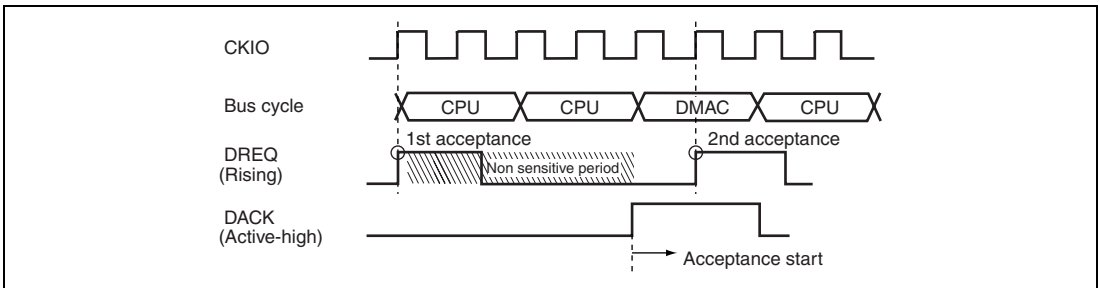 CKIO
Bus cycle
CPU
CPU
DMAC
CPU
1st acceptance
2nd acceptance
DREQ
(Rising)
Non sensitive period
DACK
(Active-high)
Acceptance start